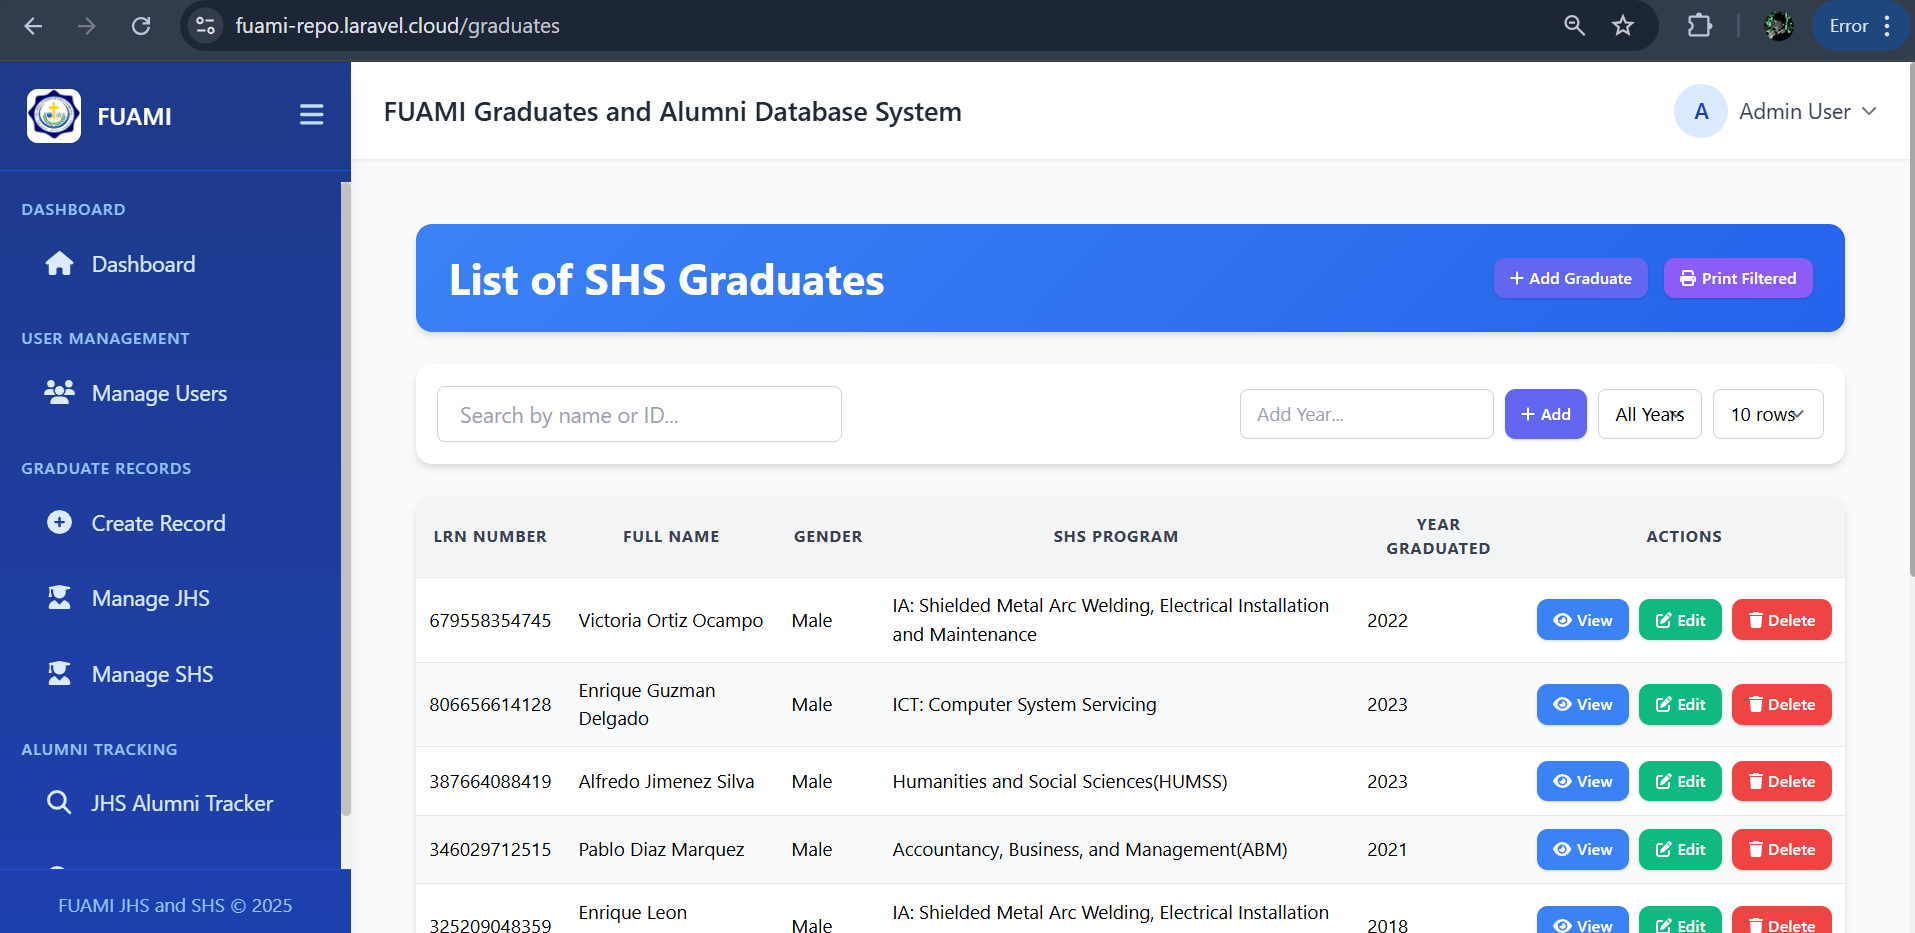 fuami-repo.laravel.cloud/graduates
Error
FUAMI
FUAMI Graduates and Alumni Database System
A
Admin User
DASHBOARD
Dashboard
USER MANAGEMENT
Manage Users
GRADUATE RECORDS
Create Record
Manage JHS
Manage SHS
ALUMNI TRACKING
JHS Alumni Tracker
FUAMI JHS and SHS © 2025
List of SHS Graduates
+ Add Graduate
Print Filtered
Search by name or ID...
Add Year...
+ Add
All Years
10 rows
LRN NUMBER FULL NAME GENDER SHS PROGRAM YEAR GRADUATED ACTIONS
679558354745 Victoria Ortiz Ocampo Male IA: Shielded Metal Arc Welding, Electrical Installation
and Maintenance 2022 View Edit Delete
806656614128 Enrique Guzman
Delgado Male ICT: Computer System Servicing 2023 View Edit Delete
387664088419 Alfredo Jimenez Silva Male Humanities and Social Sciences(HUMSS) 2023 View Edit Delete
346029712515 Pablo Diaz Marquez Male Accountancy, Business, and Management(ABM) 2021 View Edit Delete
325209048359 Enrique Leon Male IA: Shielded Metal Arc Welding, Electrical Installation 2018 View Edit Delete